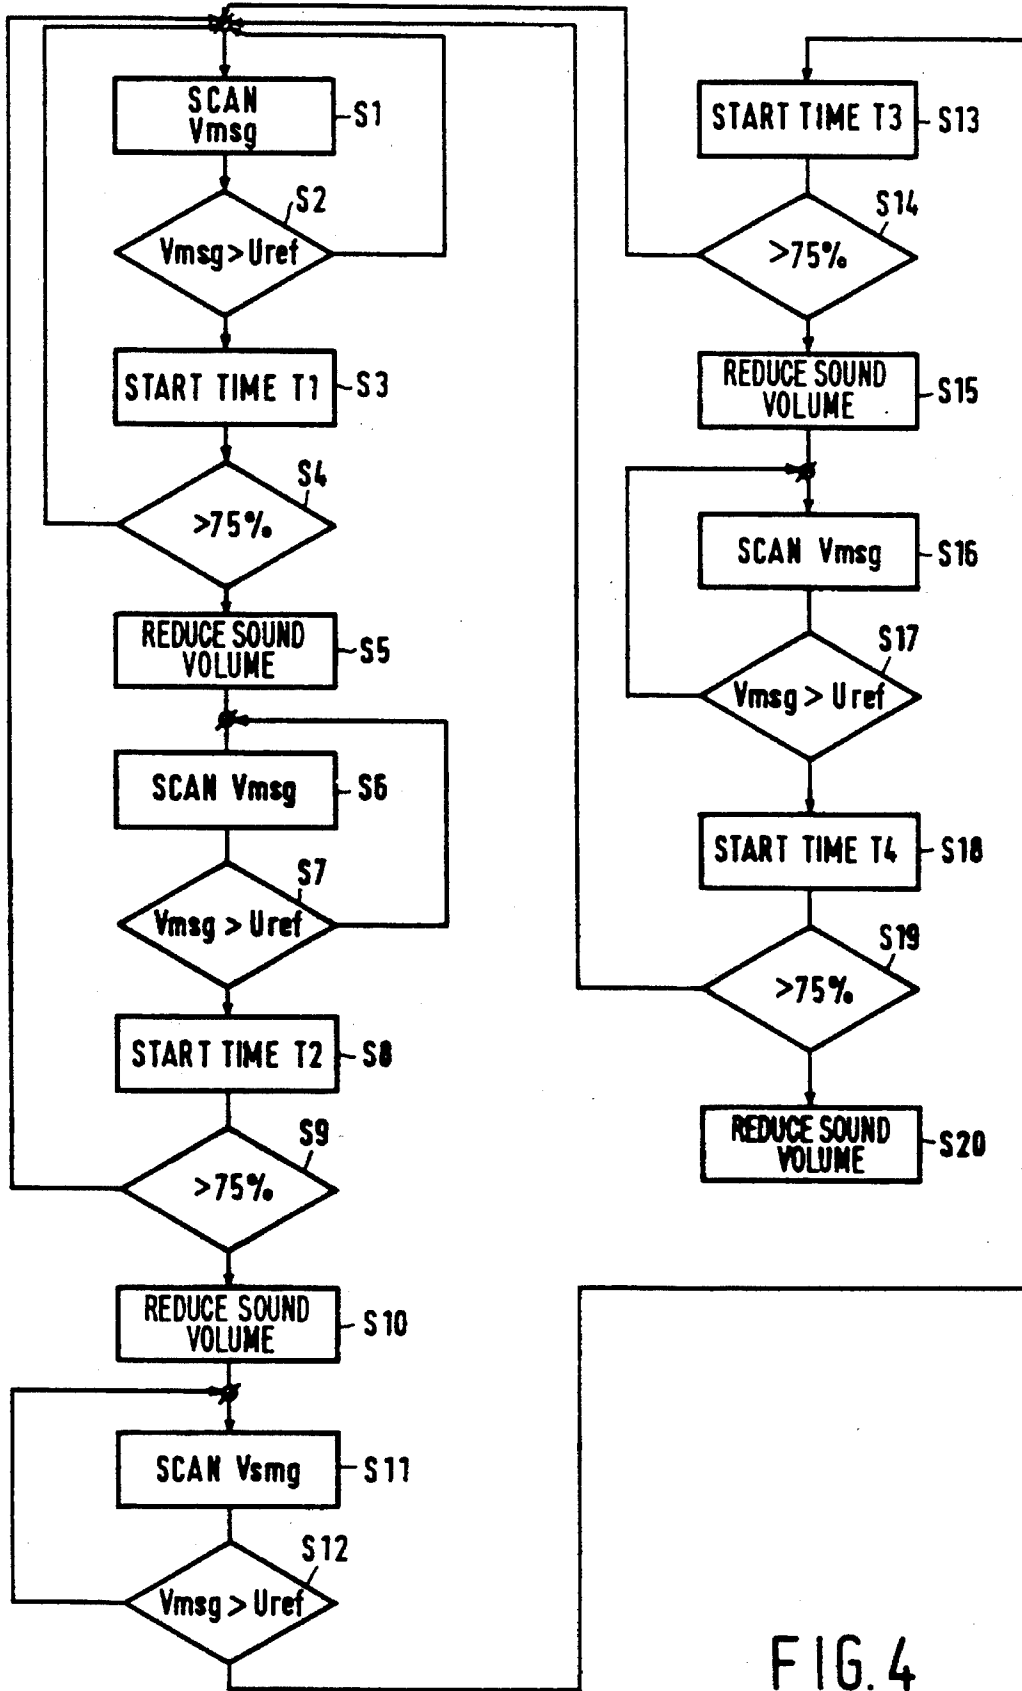 SCAN
Vmsg
S1
S2
Vmsg > Uref
START TIME T1
S3
S4
>75%
REDUCE SOUND
VOLUME
S5
SCAN Vmsg
S6
S7
Vmsg > Uref
START TIME T2
S8
S9
>75%
REDUCE SOUND
VOLUME
S10
SCAN Vsmg
S11
S12
Vmsg > Uref
START TIME T3
S13
S14
>75%
REDUCE SOUND
VOLUME
S15
SCAN Vmsg
S16
S17
Vmsg > Uref
START TIME T4
S18
S19
>75%
REDUCE SOUND
VOLUME
S20
FIG. 4